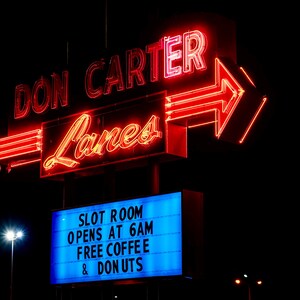 DON CARTER
Lanes
SLOT ROOM
OPENS AT 6AM
FREE COFFEE
& DONUTS